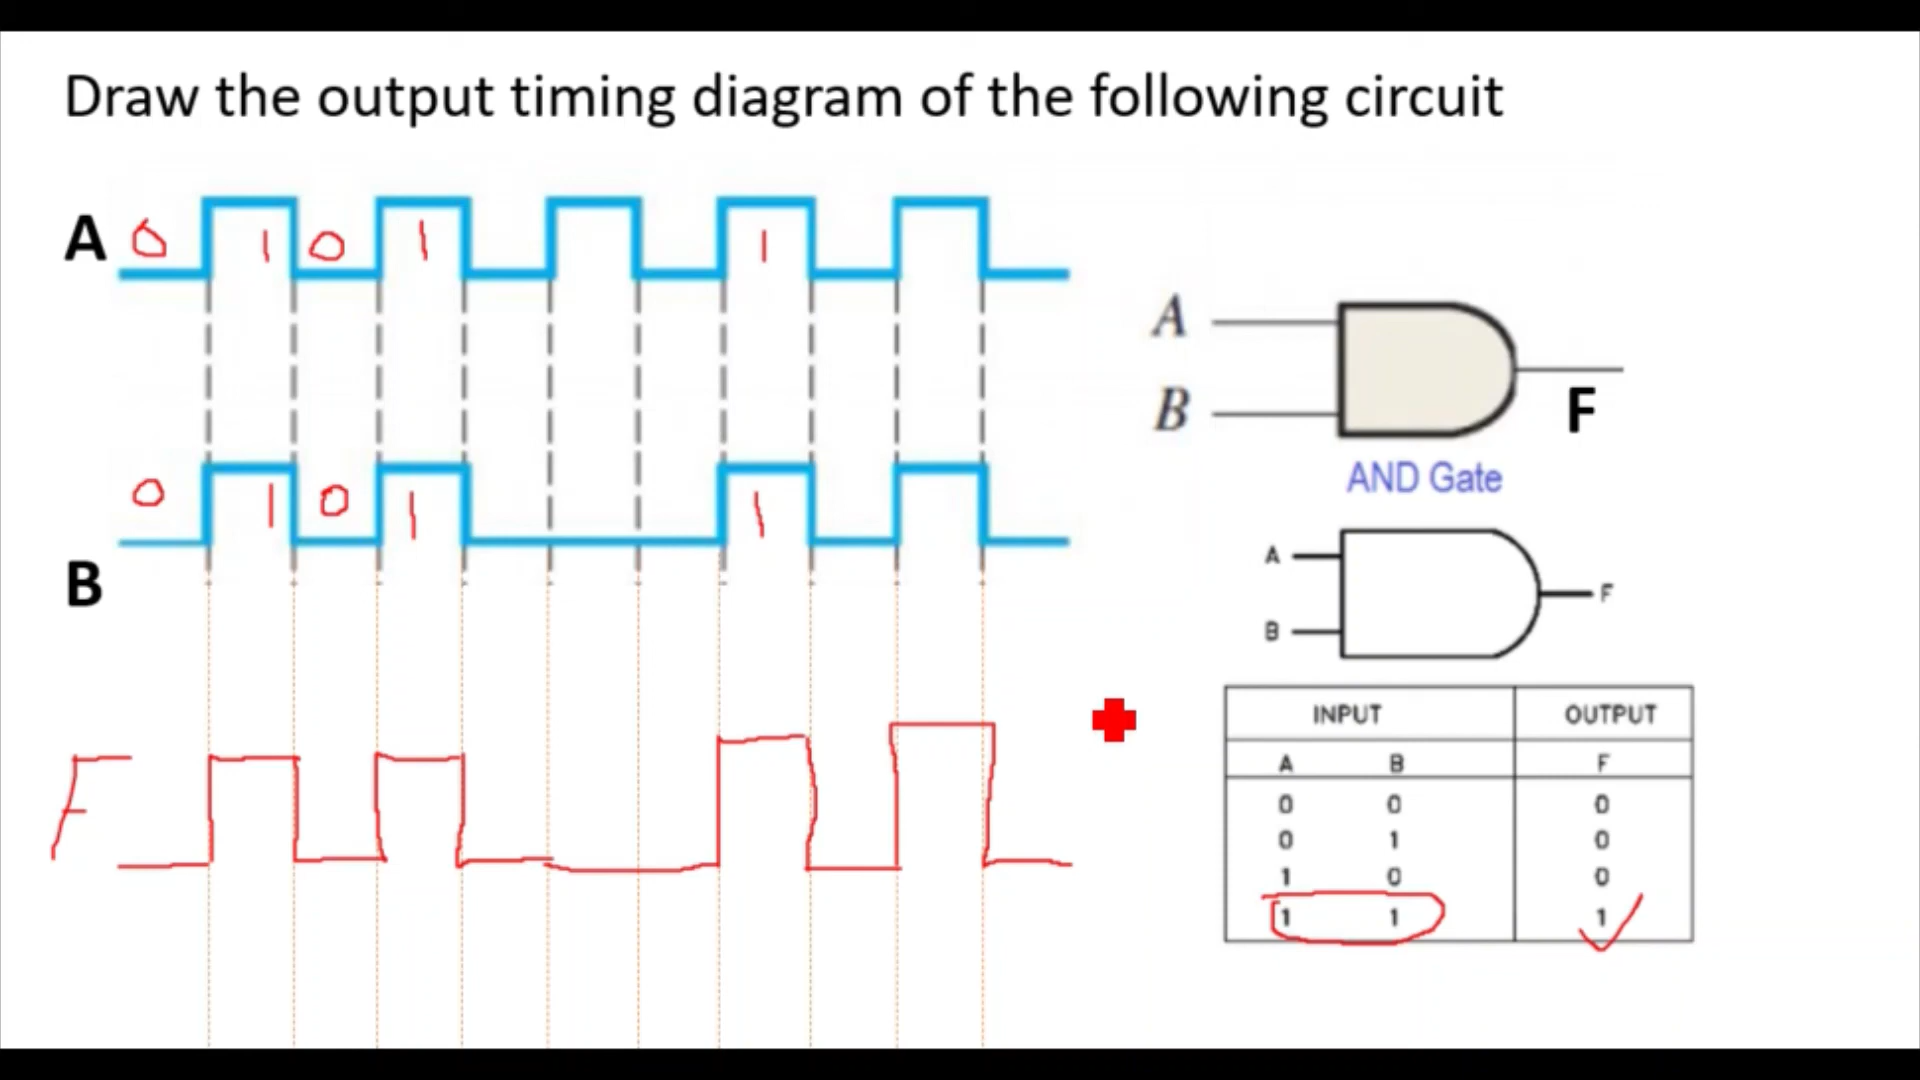 Draw the output timing diagram of the following circuit
A 0 1 0 1 1
0 1 0 1 1
B
F
A
B
F
AND Gate
A
F
B
INPUT OUTPUT
A B F
0 0 0
0 1 0
1 0 0
1 1 1